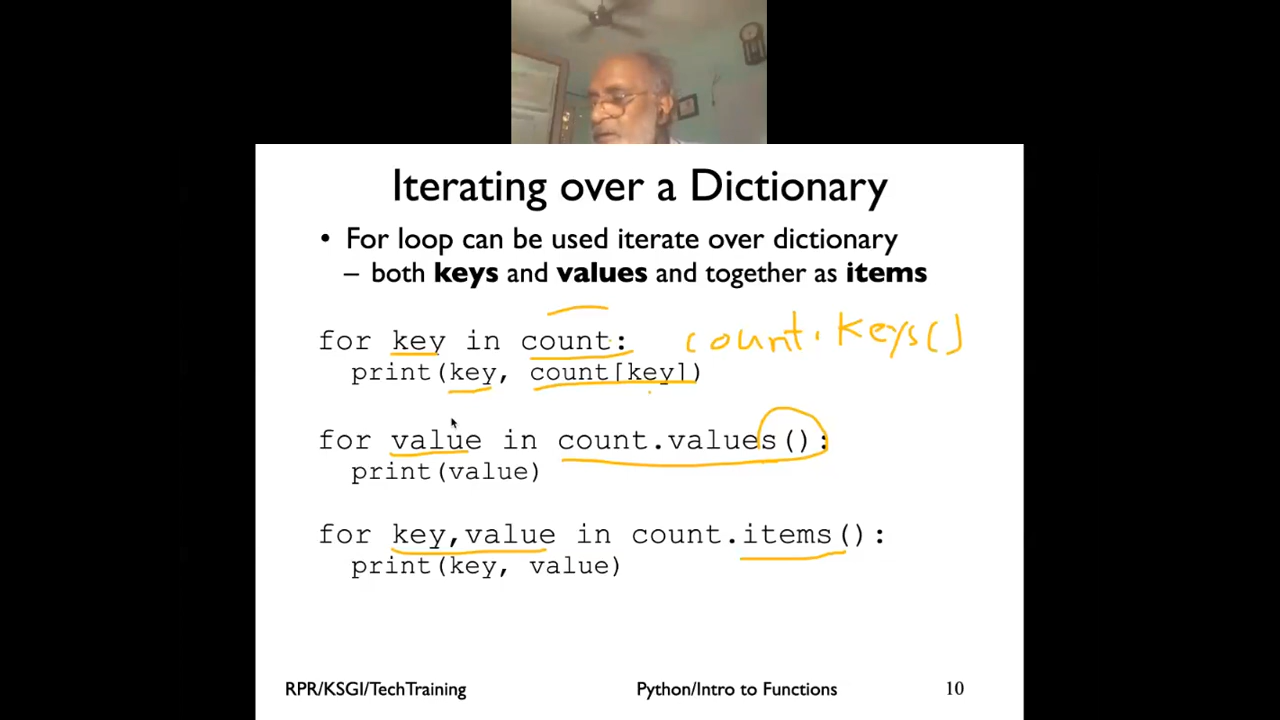 Iterating over a Dictionary
• For loop can be used iterate over dictionary
– both keys and values and together as items
for key in count: count.keys()
print(key, count[key])
for value in count.values():
print(value)
for key,value in count.items():
print(key, value)
RPR/KSGI/TechTraining Python/Intro to Functions 10